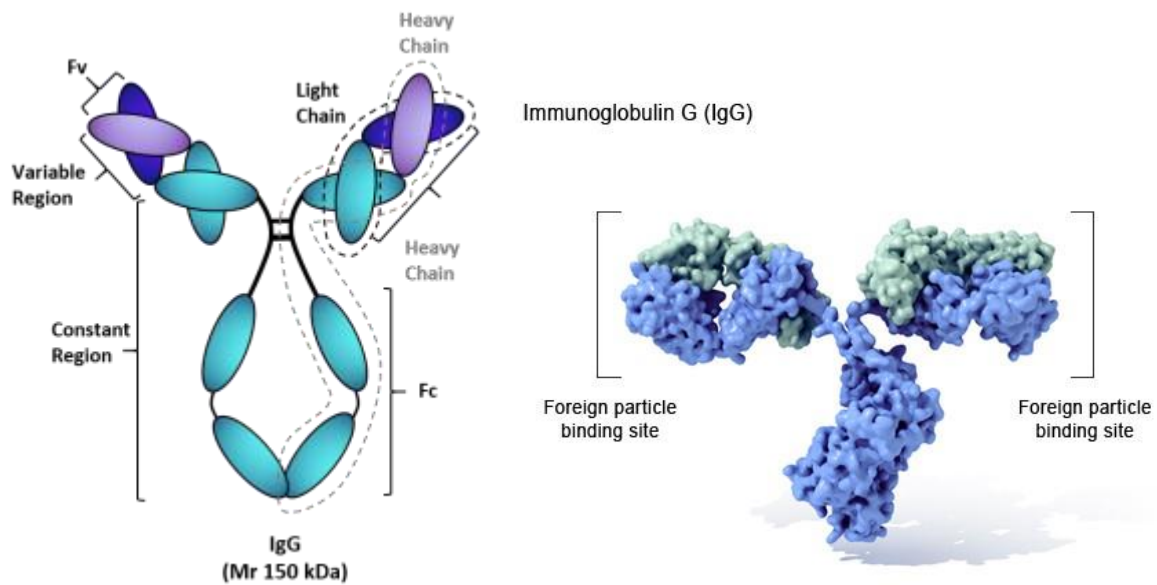 Heavy
Chain
Fv
Light
Chain
Immunoglobulin G (IgG)
Variable
Region
Heavy
Chain
Constant
Region
Fc
Foreign particle
binding site
Foreign particle
binding site
IgG
(Mr 150 kDa)